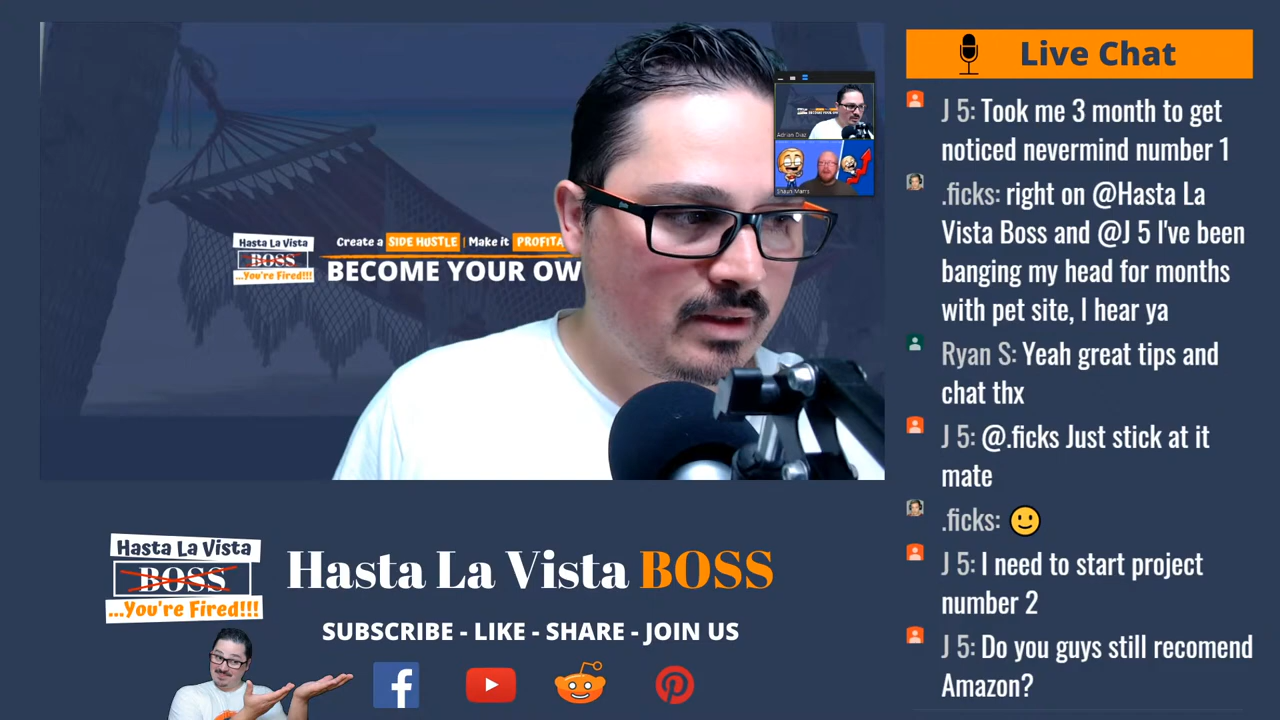 Hasta La Vista
BOSS
...You're Fired!!!
Create a SIDE HUSTLE | Make it PROFITA
BECOME YOUR OW
Adrian Diaz
Shaun Marrs
Hasta La Vista
BOSS
...You're Fired!!!
Hasta La Vista BOSS
SUBSCRIBE - LIKE - SHARE - JOIN US
Live Chat
J 5: Took me 3 month to get
noticed nevermind number 1
.ficks: right on @Hasta La
Vista Boss and @J 5 I've been
banging my head for months
with pet site, I hear ya
Ryan S: Yeah great tips and
chat thx
J 5: @.ficks Just stick at it
mate
.ficks: 🙂
J 5: I need to start project
number 2
J 5: Do you guys still recomend
Amazon?